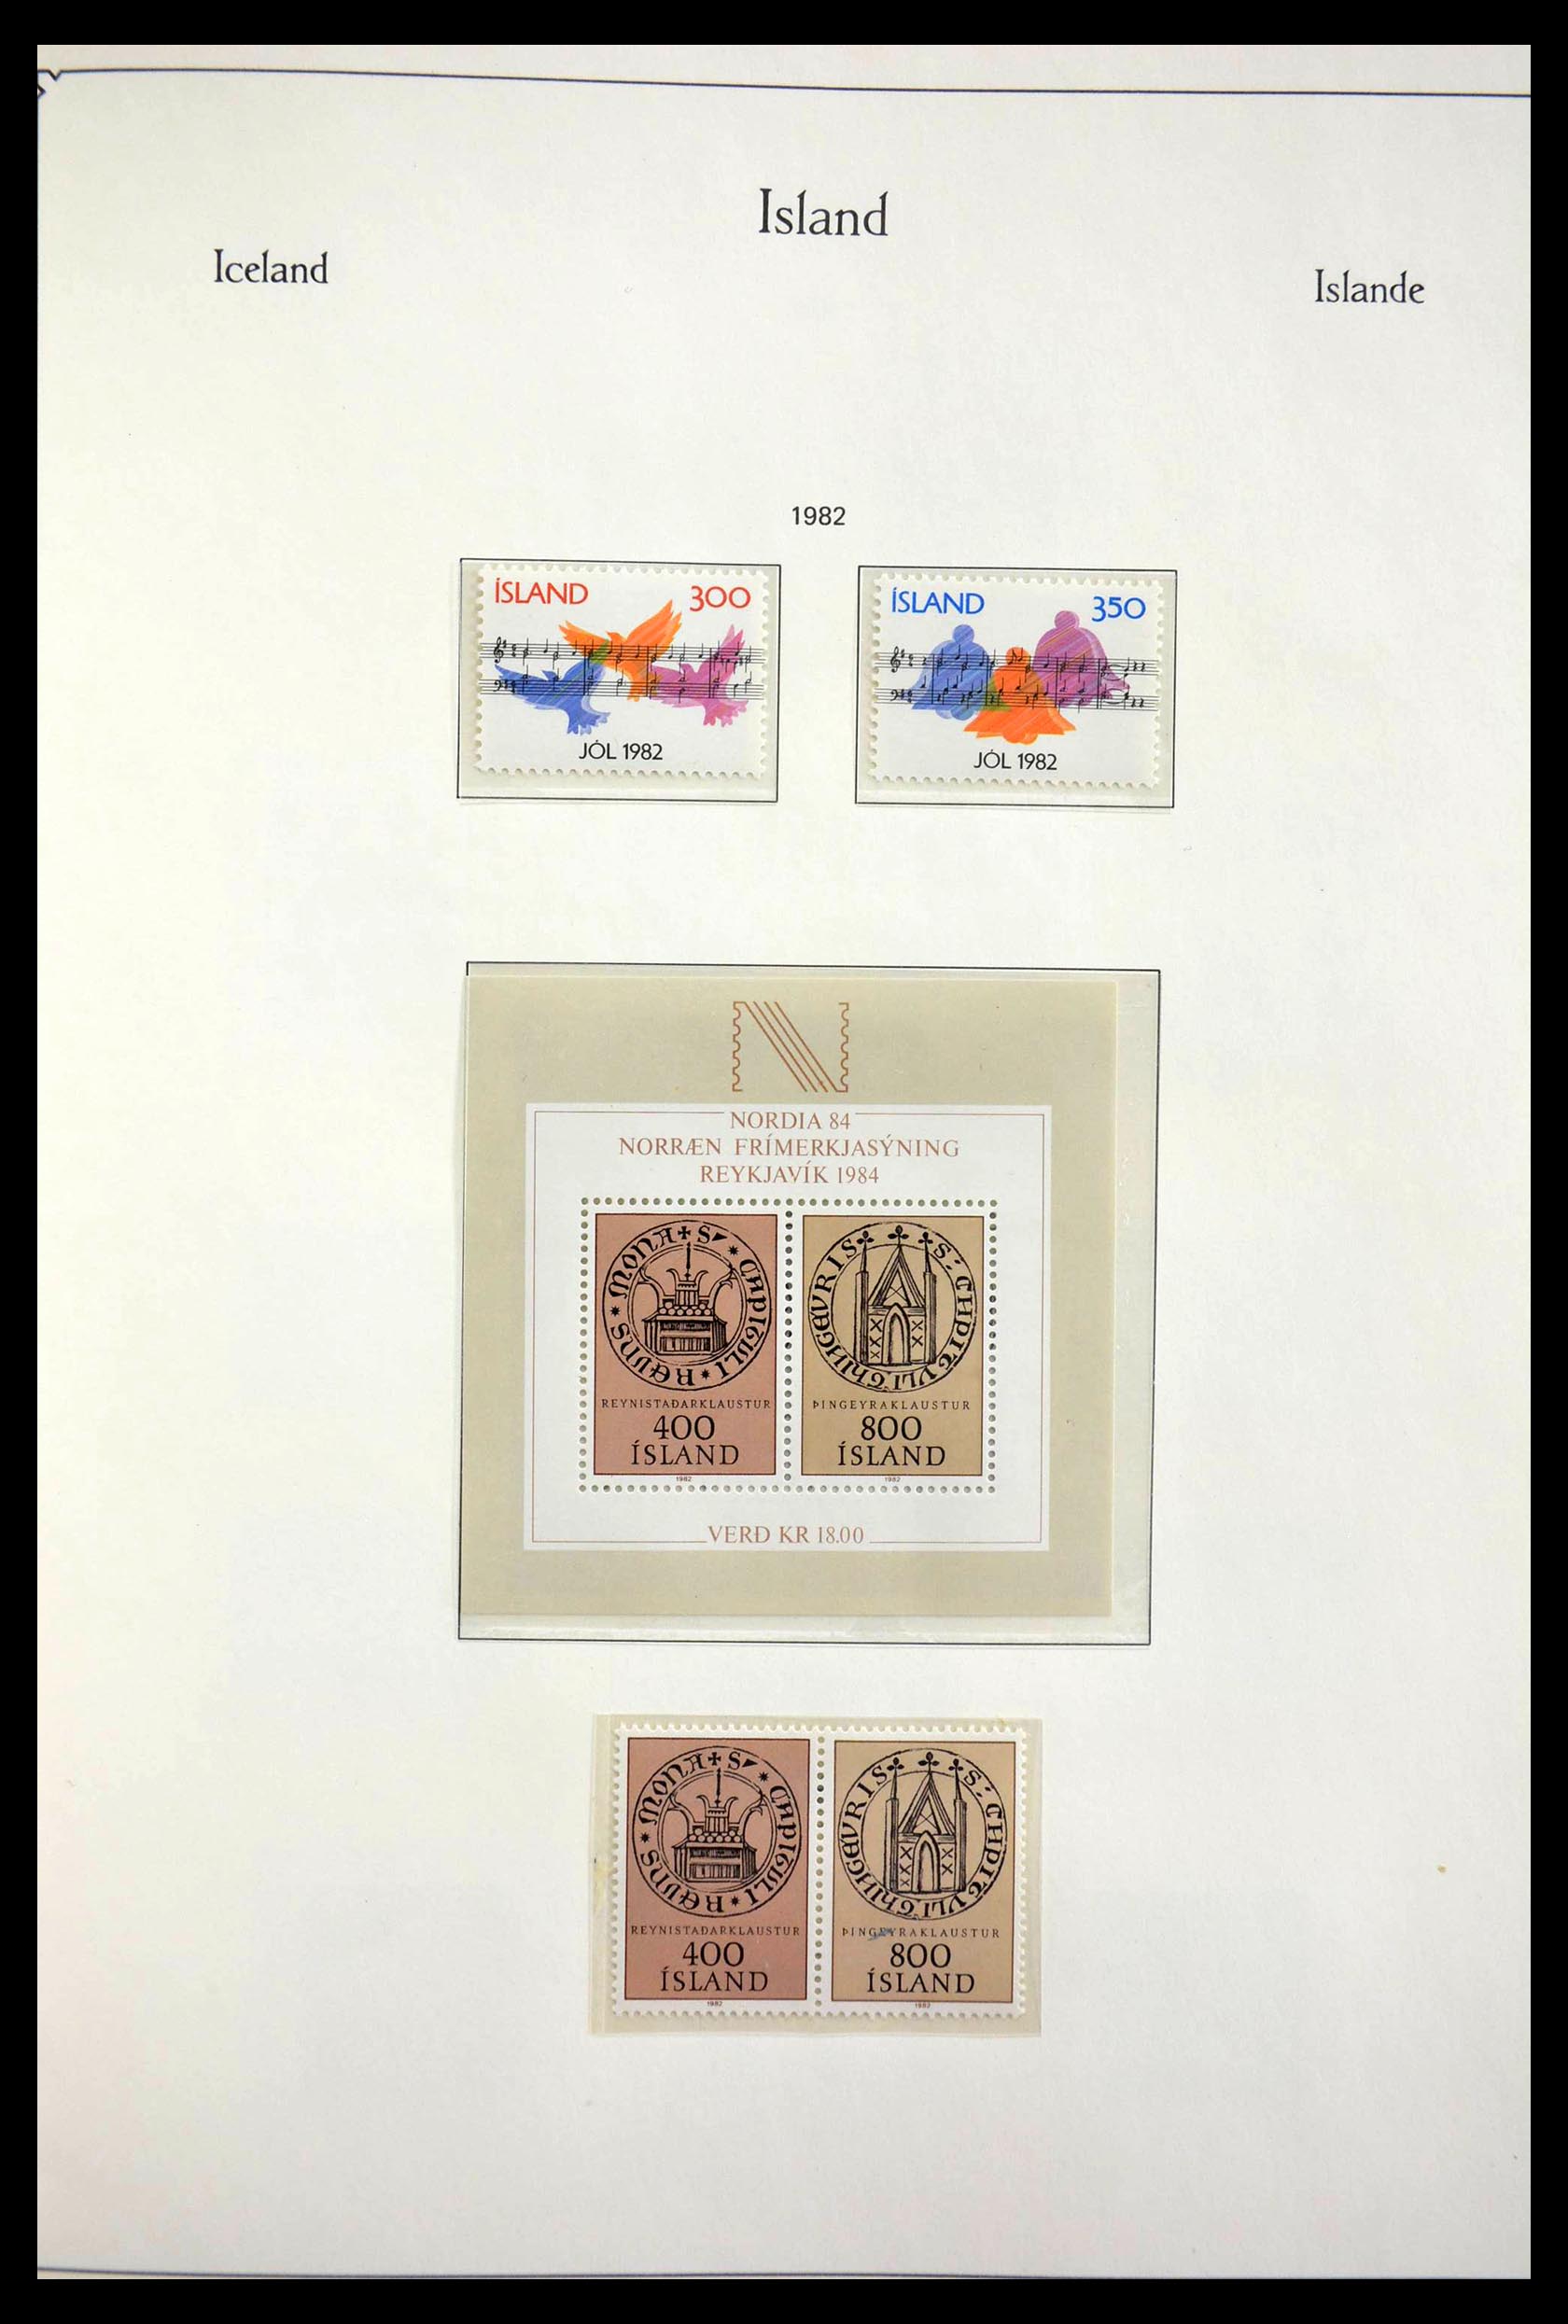 Island
Iceland
Islande
1982
ÍSLAND 300
JÓL 1982
ÍSLAND 350
JÓL 1982
NORDIA 84
NORRÆN FRÍMERKJASÝNING
REYKJAVÍK 1984
REYNISTAÐARKLAUSTUR
400
ÍSLAND
1982
ÞINGEYRAKLAUSTUR
800
ÍSLAND
1982
VERÐ KR 18.00
REYNISTAÐARKLAUSTUR
400
ÍSLAND
1982
ÞINGEYRAKLAUSTUR
800
ÍSLAND
1982